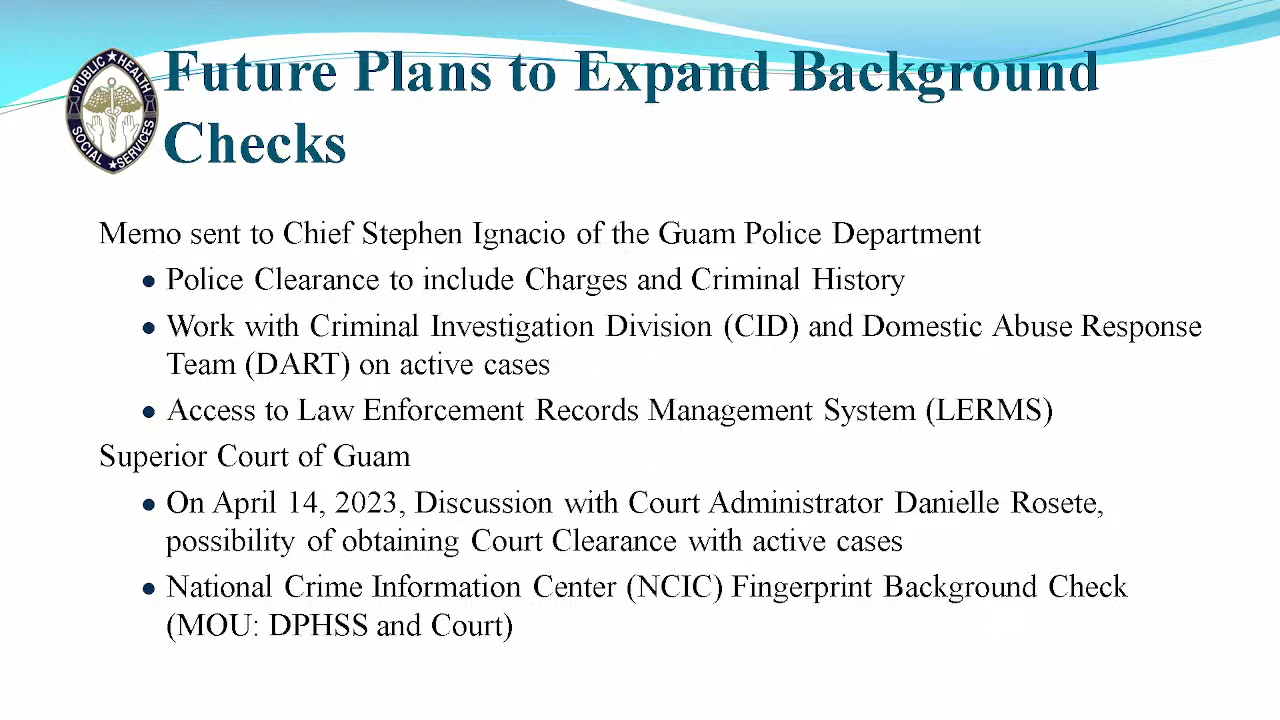 Future Plans to Expand Background
Checks
PUBLIC HEALTH
SOCIAL SERVICES
Memo sent to Chief Stephen Ignacio of the Guam Police Department
● Police Clearance to include Charges and Criminal History
● Work with Criminal Investigation Division (CID) and Domestic Abuse Response
Team (DART) on active cases
● Access to Law Enforcement Records Management System (LERMS)
Superior Court of Guam
● On April 14, 2023, Discussion with Court Administrator Danielle Rosete,
possibility of obtaining Court Clearance with active cases
● National Crime Information Center (NCIC) Fingerprint Background Check
(MOU: DPHSS and Court)